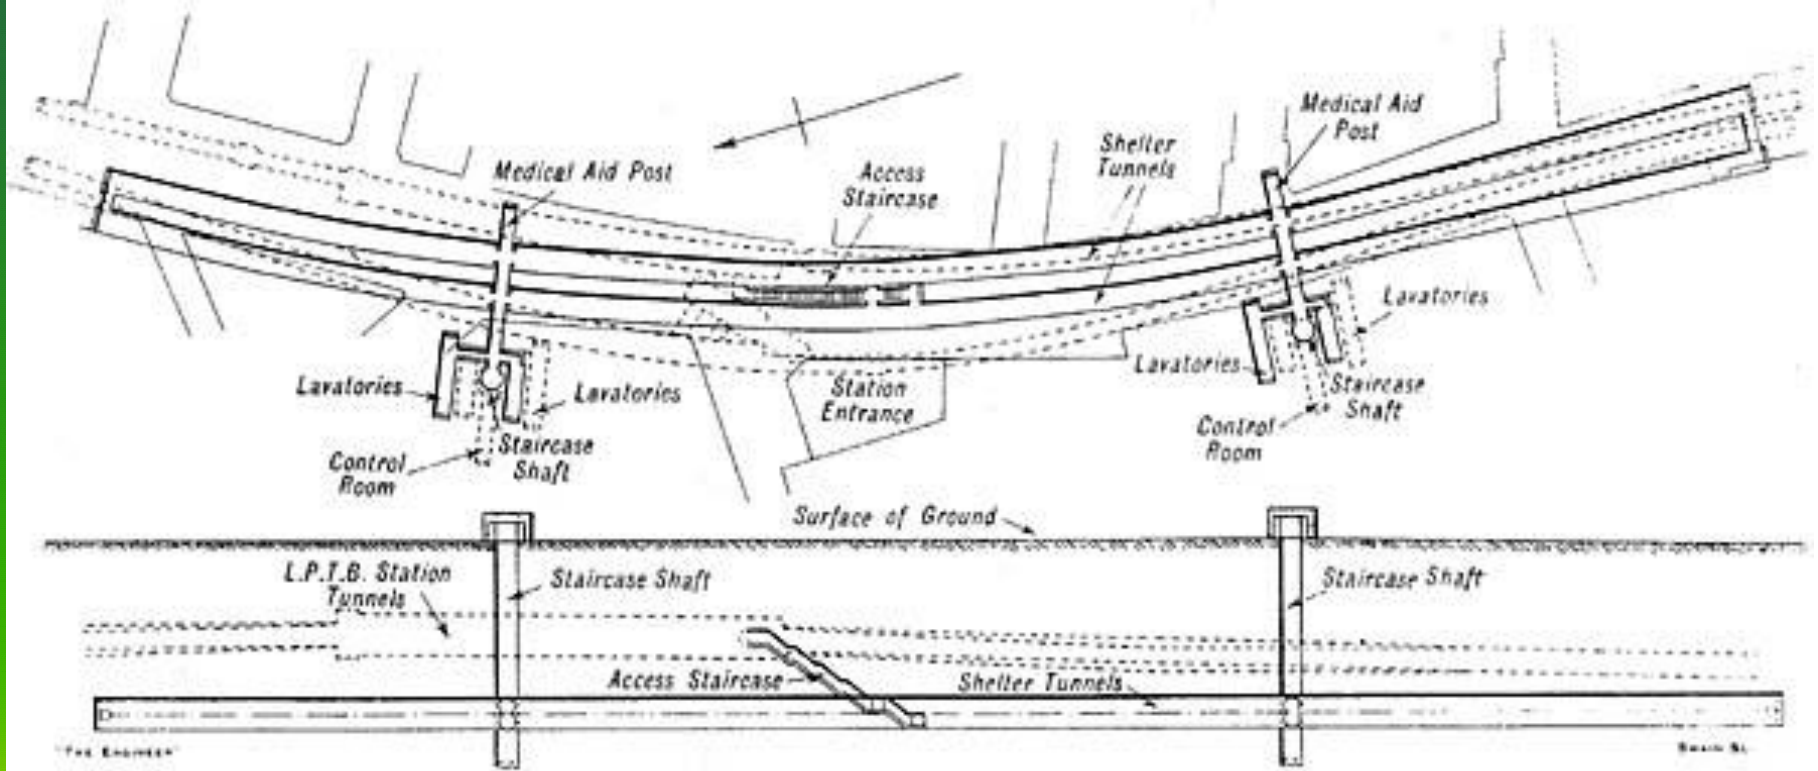 Medical Aid
Post
Medical Aid Post
Access
Staircase
Shelter
Tunnels
Lavatories
Lavatories
Lavatories
Lavatories
Station
Entrance
Staircase
Shaft
Control
Room
Staircase
Shaft
Control
Room
Surface of Ground
L.P.T.B. Station
Tunnels
Staircase Shaft
Staircase Shaft
Access Staircase
Shelter Tunnels
"THE ENGINEER"
SWAIN SC.